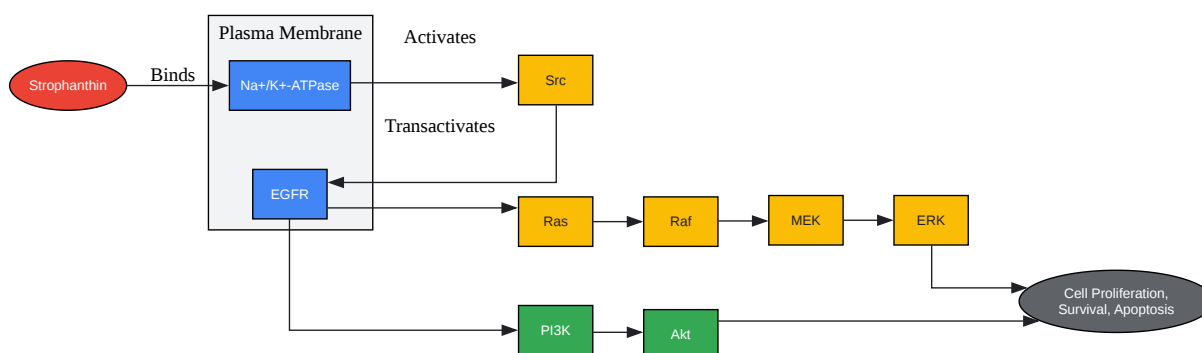 Plasma Membrane
Activates
Strophanthin
Binds
Na+/K+-ATPase
Src
Transactivates
EGFR
Ras
Raf
MEK
ERK
Cell Proliferation,
Survival, Apoptosis
PI3K
Akt